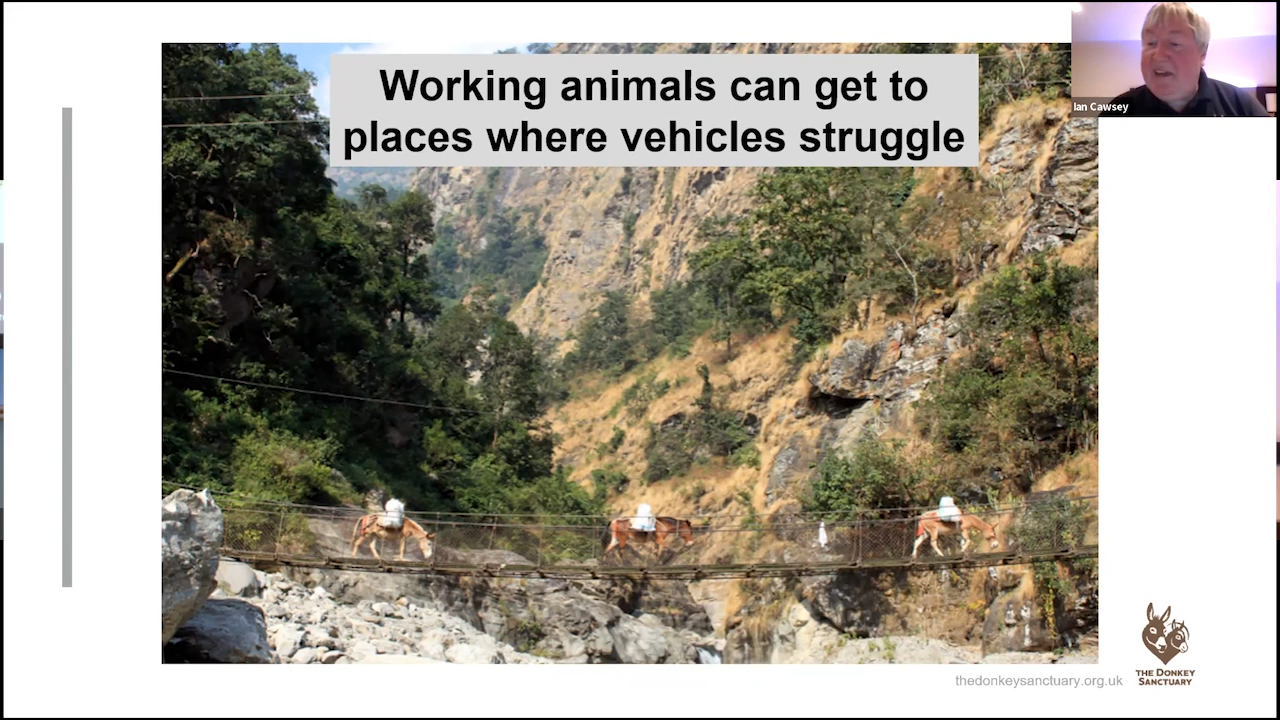 Working animals can get to
places where vehicles struggle
Ian Cawsey
thedonkeysanctuary.org.uk
THE DONKEY
SANCTUARY